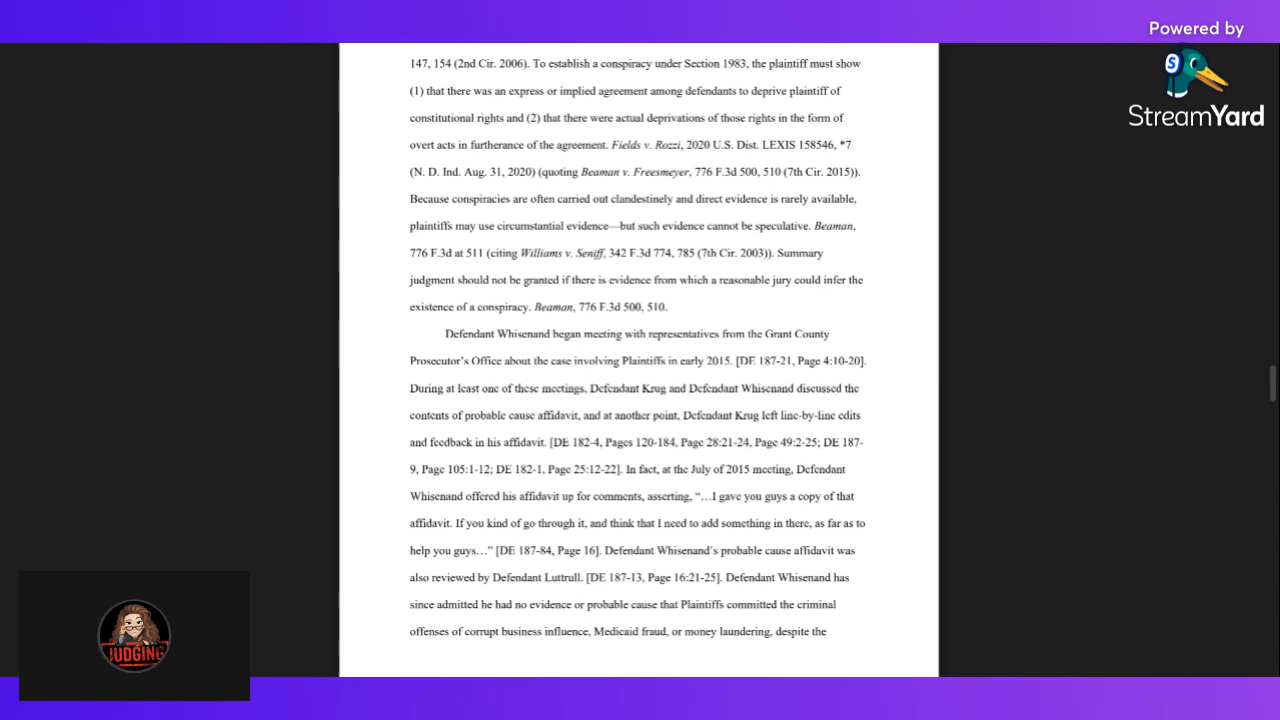 Powered by
StreamYard
147, 154 (2nd Cir. 2006). To establish a conspiracy under Section 1983, the plaintiff must show
(1) that there was an express or implied agreement among defendants to deprive plaintiff of
constitutional rights and (2) that there were actual deprivations of those rights in the form of
overt acts in furtherance of the agreement. Fields v. Rozzi, 2020 U.S. Dist. LEXIS 158546, *7
(N. D. Ind. Aug. 31, 2020) (quoting Beaman v. Freesmeyer, 776 F.3d 500, 510 (7th Cir. 2015)).
Because conspiracies are often carried out clandestinely and direct evidence is rarely available,
plaintiffs may use circumstantial evidence—but such evidence cannot be speculative. Beaman,
776 F.3d at 511 (citing Williams v. Seniff, 342 F.3d 774, 785 (7th Cir. 2003)). Summary
judgment should not be granted if there is evidence from which a reasonable jury could infer the
existence of a conspiracy. Beaman, 776 F.3d 500, 510.
Defendant Whisenand began meeting with representatives from the Grant County
Prosecutor's Office about the case involving Plaintiffs in early 2015. [DE 187-21, Page 4:10-20].
During at least one of these meetings, Defendant Krug and Defendant Whisenand discussed the
contents of probable cause affidavit, and at another point, Defendant Krug left line-by-line edits
and feedback in his affidavit. [DE 182-4, Pages 120-184, Page 28:21-24, Page 49:2-25; DE 187-
9, Page 105:1-12; DE 182-1, Page 25:12-22]. In fact, at the July of 2015 meeting, Defendant
Whisenand offered his affidavit up for comments, asserting, "…I gave you guys a copy of that
affidavit. If you kind of go through it, and think that I need to add something in there, as far as to
help you guys…" [DE 187-84, Page 16]. Defendant Whisenand's probable cause affidavit was
also reviewed by Defendant Luttrull. [DE 187-13, Page 16:21-25]. Defendant Whisenand has
since admitted he had no evidence or probable cause that Plaintiffs committed the criminal
offenses of corrupt business influence, Medicaid fraud, or money laundering, despite the
JUDGING